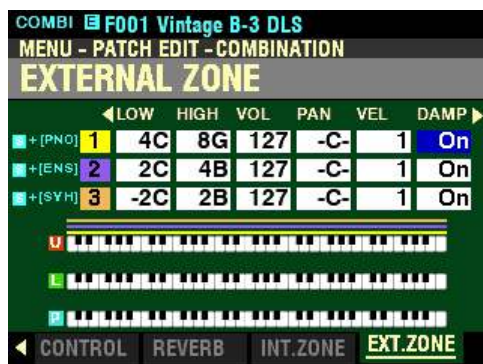 COMBI E F001 Vintage B-3 DLS
MENU - PATCH EDIT - COMBINATION
EXTERNAL ZONE
LOW HIGH VOL PAN VEL DAMP
S +[PNO] 1 4C 8G 127 -C- 1 On
S +[ENS] 2 2C 4B 127 -C- 1 On
S +[SYH] 3 -2C 2B 127 -C- 1 On
U
L
P
CONTROL REVERB INT.ZONE EXT.ZONE